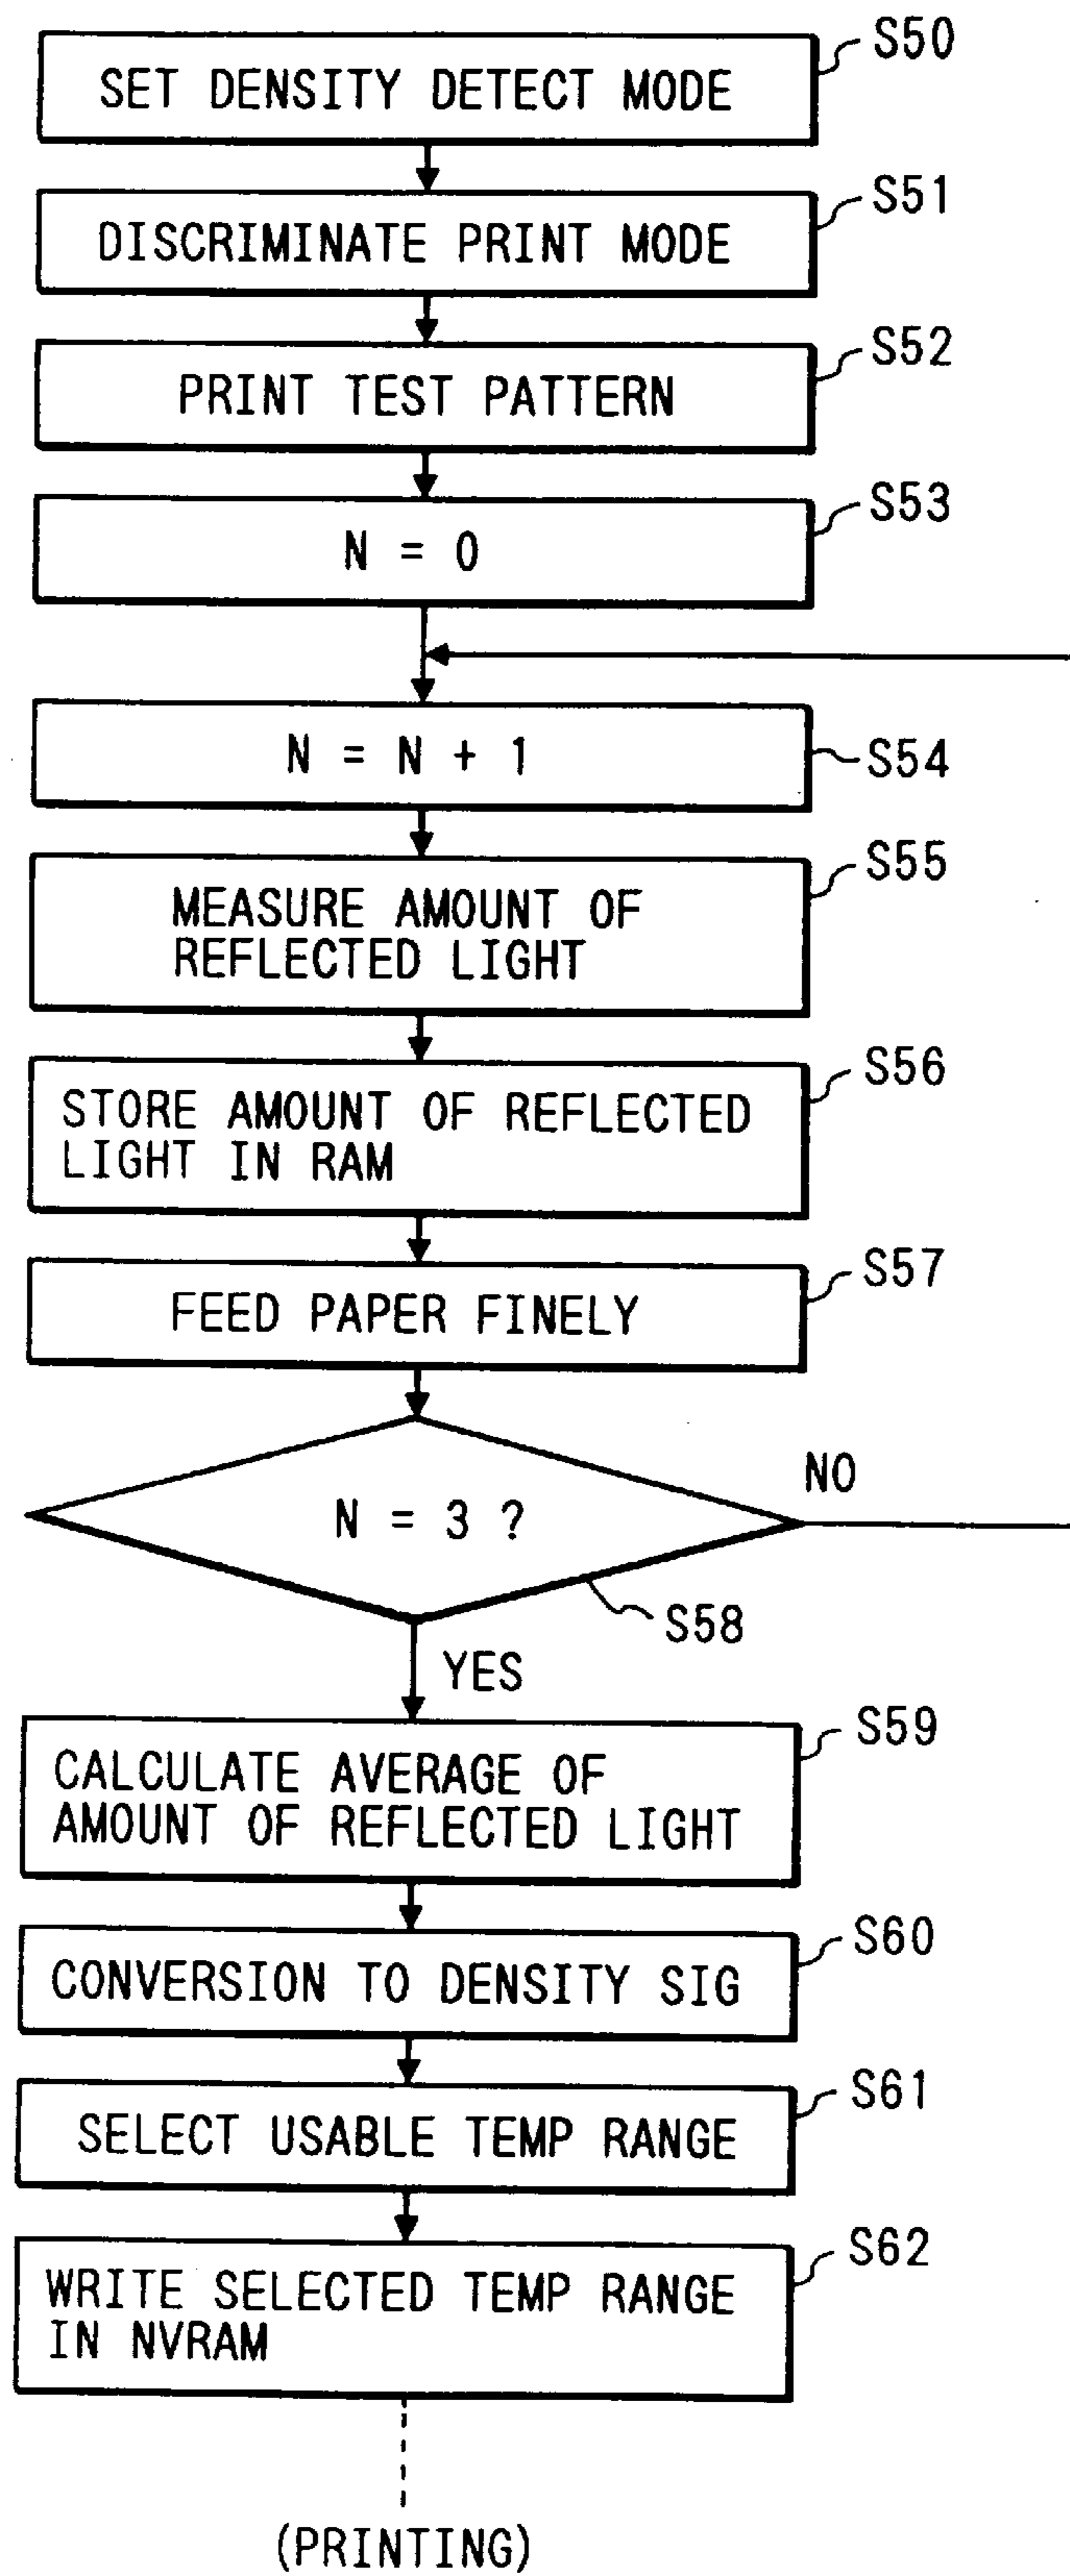 S50
SET DENSITY DETECT MODE
S51
DISCRIMINATE PRINT MODE
S52
PRINT TEST PATTERN
S53
N = 0
N = N + 1
S54
S55
MEASURE AMOUNT OF
REFLECTED LIGHT
S56
STORE AMOUNT OF REFLECTED
LIGHT IN RAM
S57
FEED PAPER FINELY
NO
N = 3 ?
S58
YES
S59
CALCULATE AVERAGE OF
AMOUNT OF REFLECTED LIGHT
S60
CONVERSION TO DENSITY SIG
S61
SELECT USABLE TEMP RANGE
S62
WRITE SELECTED TEMP RANGE
IN NVRAM
(PRINTING)